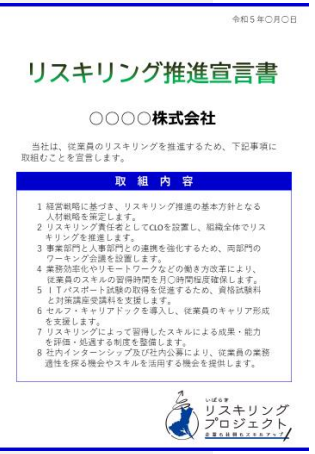 令和５年〇月〇日
リスキリング推進宣言書
〇〇〇〇株式会社
当社は、従業員のリスキリングを推進するため、下記事項に
取組むことを宣言します。
取 組 内 容
1 経営戦略に基づき、リスキリング推進の基本方針となる
人材戦略を策定します。
2 リスキリング責任者としてCLOを設置し、組織全体でリス
キリングを推進します。
3 事業部門と人事部門との連携を強化するため、両部門の
ワーキング会議を設置します。
4 業務効率化やリモートワークなどの働き方改革により、
従業員のスキルの習得時間を月〇時間程度確保します。
5 ＩＴパスポート試験の取得を促進するため、資格試験料
と対策講座受講料を支援します。
6 セルフ・キャリアドックを導入し、従業員のキャリア形成
を支援します。
7 リスキリングによって習得したスキルによる成果・能力
を評価・処遇する制度を整備します。
8 社内インターンシップ及び社内公募により、従業員の業務
適性を探る機会やスキルを活用する機会を提供します。
いばらき
リスキリング
プロジェクト
企業も社員もスキルアップ！